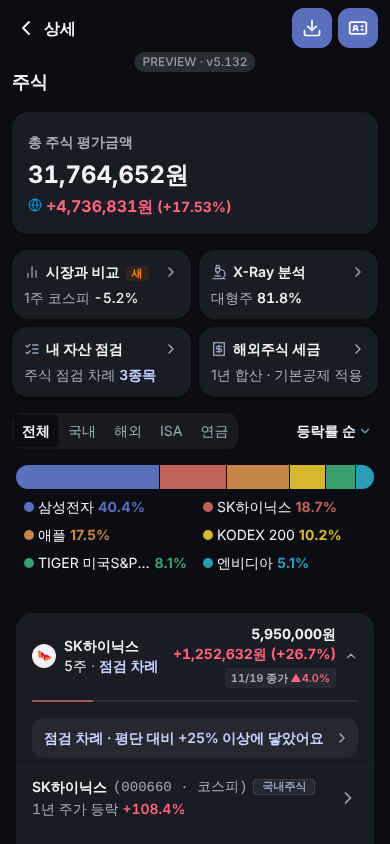 상세
PREVIEW · v5.132
주식
총 주식 평가금액
31,764,652원
+4,736,831원 (+17.53%)
시장과 비교 새
1주 코스피 -5.2%
X-Ray 분석
대형주 81.8%
내 자산 점검
주식 점검 차례 3종목
해외주식 세금
1년 합산 · 기본공제 적용
전체 국내 해외 ISA 연금 등락률 순
삼성전자 40.4% SK하이닉스 18.7%
애플 17.5% KODEX 200 10.2%
TIGER 미국S&P... 8.1% 엔비디아 5.1%
SK하이닉스
5주 · 점검 차례
5,950,000원
+1,252,632원 (+26.7%)
11/19 종가 ▲4.0%
점검 차례 · 평단 대비 +25% 이상에 닿았어요
SK하이닉스 (000660 · 코스피) 국내주식
1년 주가 등락 +108.4%